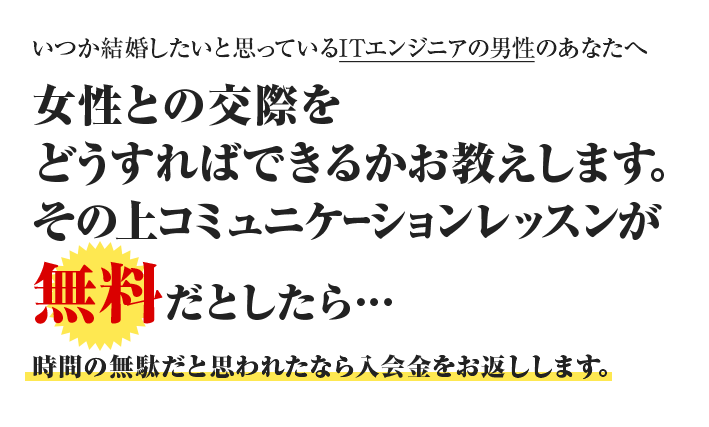 いつか結婚したいと思っているITエンジニアの男性のあなたへ
女性との交際を
どうすればできるかお教えします。
その上コミュニケーションレッスンが
無料だとしたら…
時間の無駄だと思われたなら入会金をお返しします。